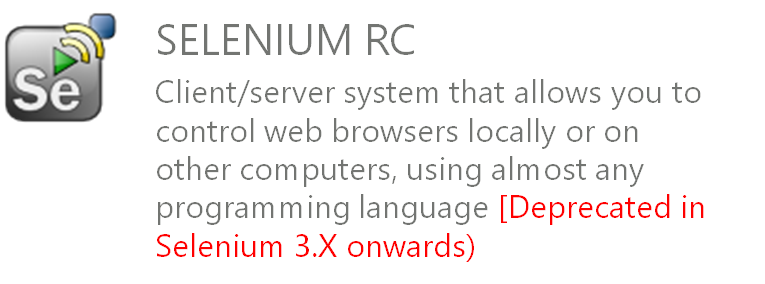 Se
SELENIUM RC
Client/server system that allows you to
control web browsers locally or on
other computers, using almost any
programming language [Deprecated in
Selenium 3.X onwards)